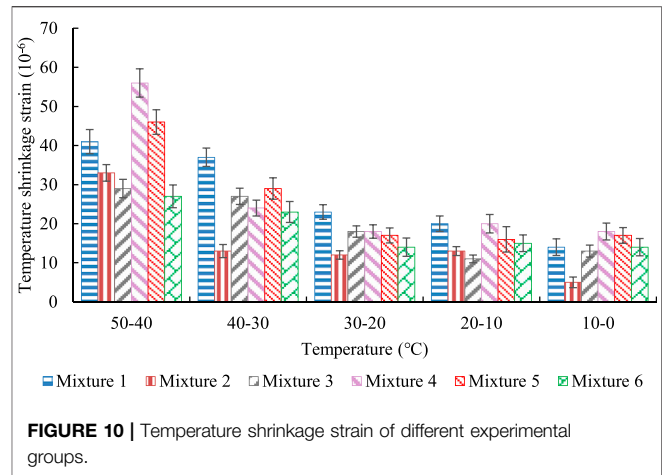 70
60
50
40
30
20
10
0
Temperature shrinkage strain (10-6)
50-40 40-30 30-20 20-10 10-0
Temperature (℃)
Mixture 1 Mixture 2 Mixture 3 Mixture 4 Mixture 5 Mixture 6
FIGURE 10 | Temperature shrinkage strain of different experimental
groups.